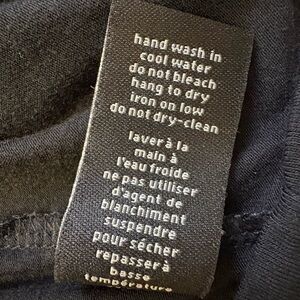 hand wash in
cool water
do not bleach
hang to dry
iron on low
do not dry-clean
laver à la
main à
l'eau froide
ne pas utiliser
d'agent de
blanchiment
suspendre
pour sécher
repasser à
basse
température